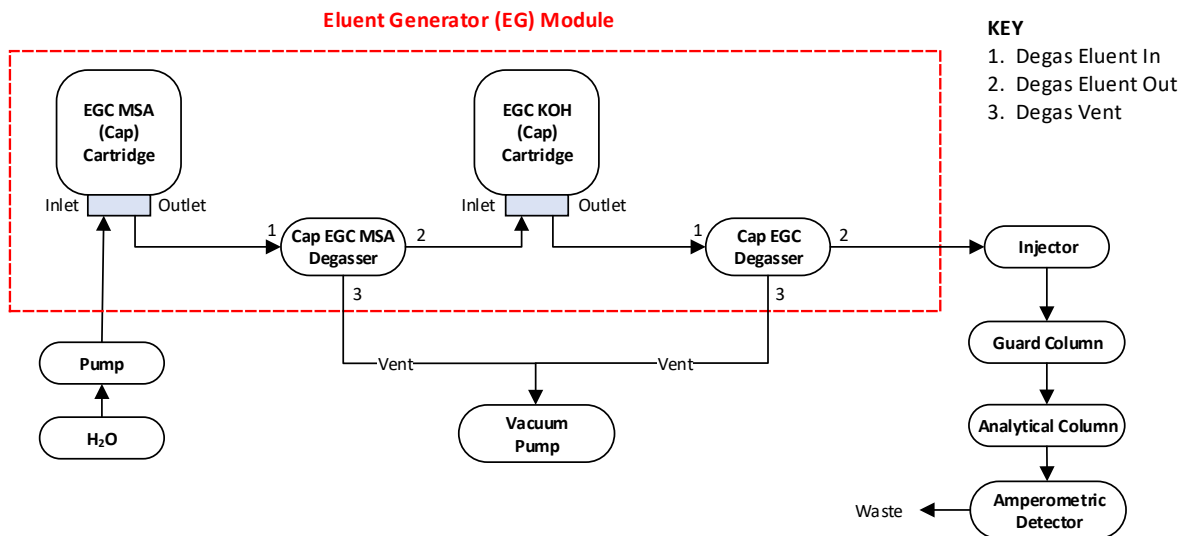 Eluent Generator (EG) Module
KEY
1. Degas Eluent In
2. Degas Eluent Out
3. Degas Vent
EGC MSA
(Cap)
Cartridge
EGC KOH
(Cap)
Cartridge
Inlet
Outlet
Inlet
Outlet
1
Cap EGC MSA
Degasser
2
3
1
Cap EGC
Degasser
2
3
Injector
Pump
Vent
Vent
Guard Column
H₂O
Vacuum
Pump
Analytical Column
Waste
Amperometric
Detector